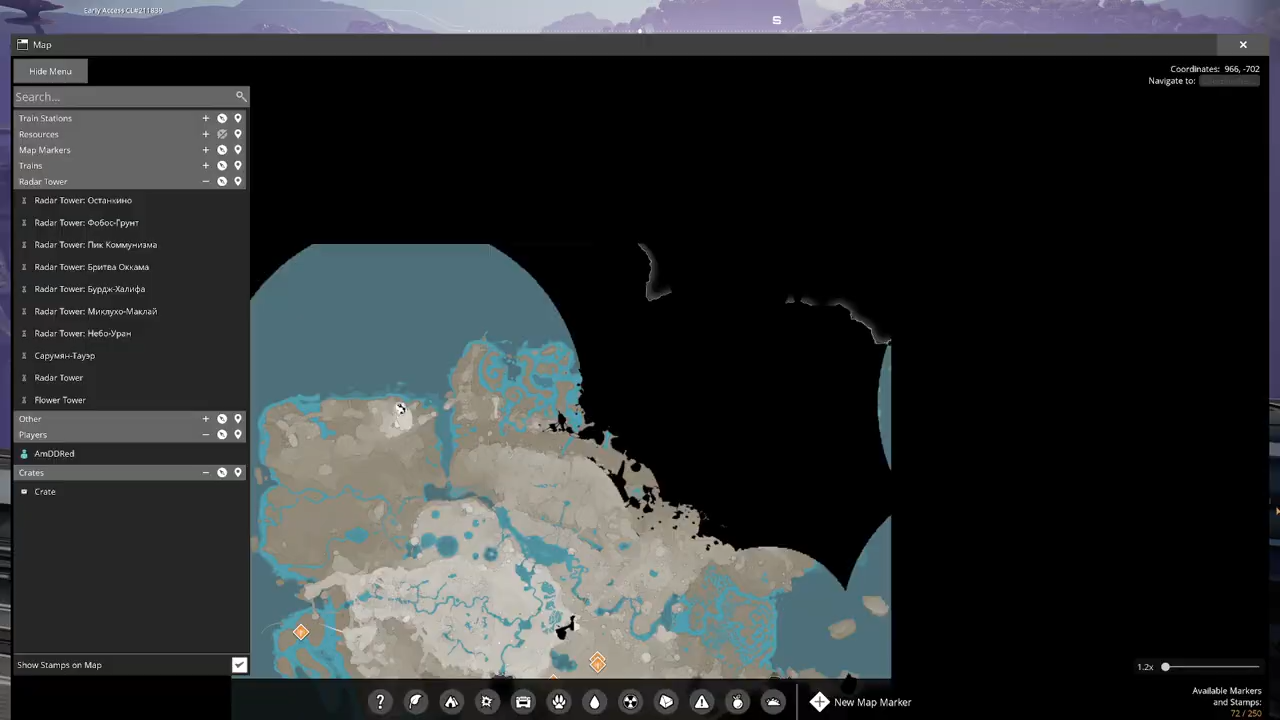 Early Access CL#211839
S
Map
Hide Menu
Coordinates: 966, -702
Navigate to:
Search...
Train Stations
Resources
Map Markers
Trains
Radar Tower
Radar Tower: Останкино
Radar Tower: Фобос-Грунт
Radar Tower: Пик Коммунизма
Radar Tower: Бритва Оккама
Radar Tower: Бурдж-Халифа
Radar Tower: Миклухо-Маклай
Radar Tower: Небо-Уран
Сарумян-Тауэр
Radar Tower
Flower Tower
Other
Players
AmDDRed
Crates
Crate
Show Stamps on Map
1.2x
New Map Marker
Available Markers
and Stamps:
72 / 250